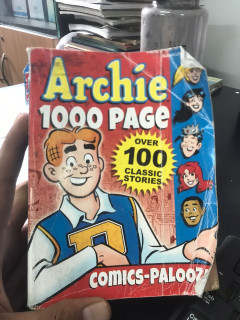 Archie
1000 PAGE
OVER
100
CLASSIC
STORIES
COMICS-PALOOZ